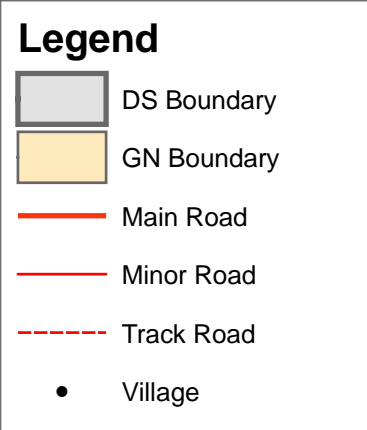 Legend
DS Boundary
GN Boundary
Main Road
Minor Road
Track Road
Village